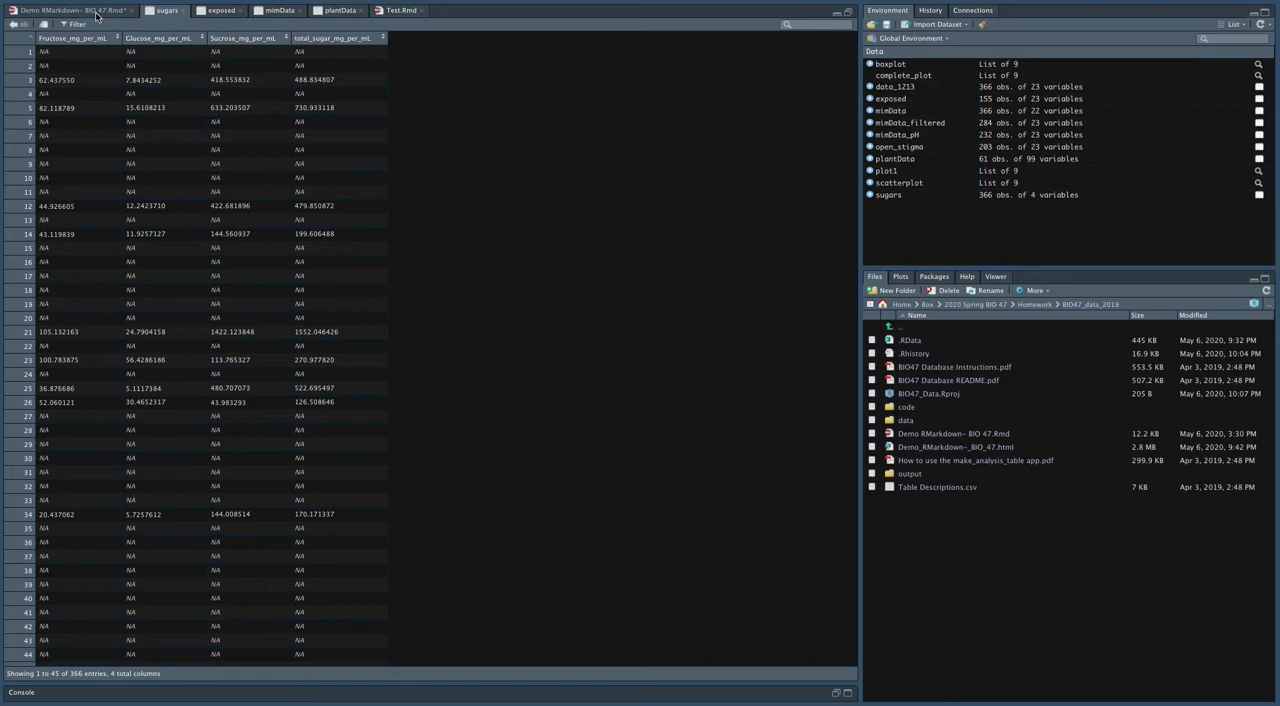 Demo RMarkdown- BIO 47.Rmd* sugars exposed mimData plantData Test.Rmd
Filter
Fructose_mg_per_mL Glucose_mg_per_mL Sucrose_mg_per_mL total_sugar_mg_per_mL
1 NA NA NA NA
2 NA NA NA NA
3 62.437550 7.8434252 418.553832 488.834807
4 NA NA NA NA
5 82.118789 15.6108213 633.203507 730.933118
6 NA NA NA NA
7 NA NA NA NA
8 NA NA NA NA
9 NA NA NA NA
10 NA NA NA NA
11 NA NA NA NA
12 44.926605 12.2423710 422.681896 479.850872
13 NA NA NA NA
14 43.119839 11.9257127 144.560937 199.606488
15 NA NA NA NA
16 NA NA NA NA
17 NA NA NA NA
18 NA NA NA NA
19 NA NA NA NA
20 NA NA NA NA
21 105.132163 24.7904158 1422.123848 1552.046426
22 NA NA NA NA
23 100.783875 56.4286186 113.765327 270.977820
24 NA NA NA NA
25 36.876686 5.1117384 480.707073 522.695497
26 52.060121 30.4652317 43.983293 126.508646
27 NA NA NA NA
28 NA NA NA NA
29 NA NA NA NA
30 NA NA NA NA
31 NA NA NA NA
32 NA NA NA NA
33 NA NA NA NA
34 20.437062 5.7257612 144.008514 170.171337
35 NA NA NA NA
36 NA NA NA NA
37 NA NA NA NA
38 NA NA NA NA
39 NA NA NA NA
40 NA NA NA NA
41 NA NA NA NA
42 NA NA NA NA
43 NA NA NA NA
44 NA NA NA NA
Showing 1 to 45 of 366 entries, 4 total columns
Console
Environment History Connections
Import Dataset List
Global Environment
Data
boxplot List of 9
complete_plot List of 9
data_1213 366 obs. of 23 variables
exposed 155 obs. of 23 variables
mimData 366 obs. of 22 variables
mimData_filtered 284 obs. of 23 variables
mimData_pH 232 obs. of 23 variables
open_stigma 203 obs. of 23 variables
plantData 61 obs. of 99 variables
plot1 List of 9
scatterplot List of 9
sugars 366 obs. of 4 variables
Files Plots Packages Help Viewer
New Folder Delete Rename More
Home Box 2020 Spring BIO 47 Homework BIO47_data_2019
Name Size Modified
..
.RData 445 KB May 6, 2020, 9:32 PM
.Rhistory 16.9 KB May 6, 2020, 10:04 PM
BIO47 Database Instructions.pdf 553.5 KB Apr 3, 2019, 2:48 PM
BIO47 Database README.pdf 507.2 KB Apr 3, 2019, 2:48 PM
BIO47_Data.Rproj 205 B May 6, 2020, 10:07 PM
code
data
Demo RMarkdown- BIO 47.Rmd 12.2 KB May 6, 2020, 3:30 PM
Demo_RMarkdown-_BIO_47.html 2.8 MB May 6, 2020, 9:42 PM
How to use the make_analysis_table app.pdf 299.9 KB Apr 3, 2019, 2:48 PM
output
Table Descriptions.csv 7 KB Apr 3, 2019, 2:48 PM